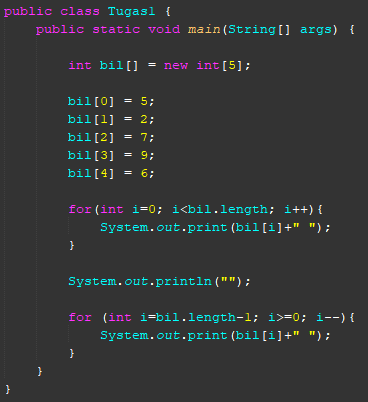 public class Tugas1 {
    public static void main(String[] args) {

        int bil[] = new int[5];

        bil[0] = 5;
        bil[1] = 2;
        bil[2] = 7;
        bil[3] = 9;
        bil[4] = 6;

        for(int i=0; i<bil.length; i++){
            System.out.print(bil[i]+" ");
        }

        System.out.println("");

        for (int i=bil.length-1; i>=0; i--){
            System.out.print(bil[i]+" ");
        }
    }
}